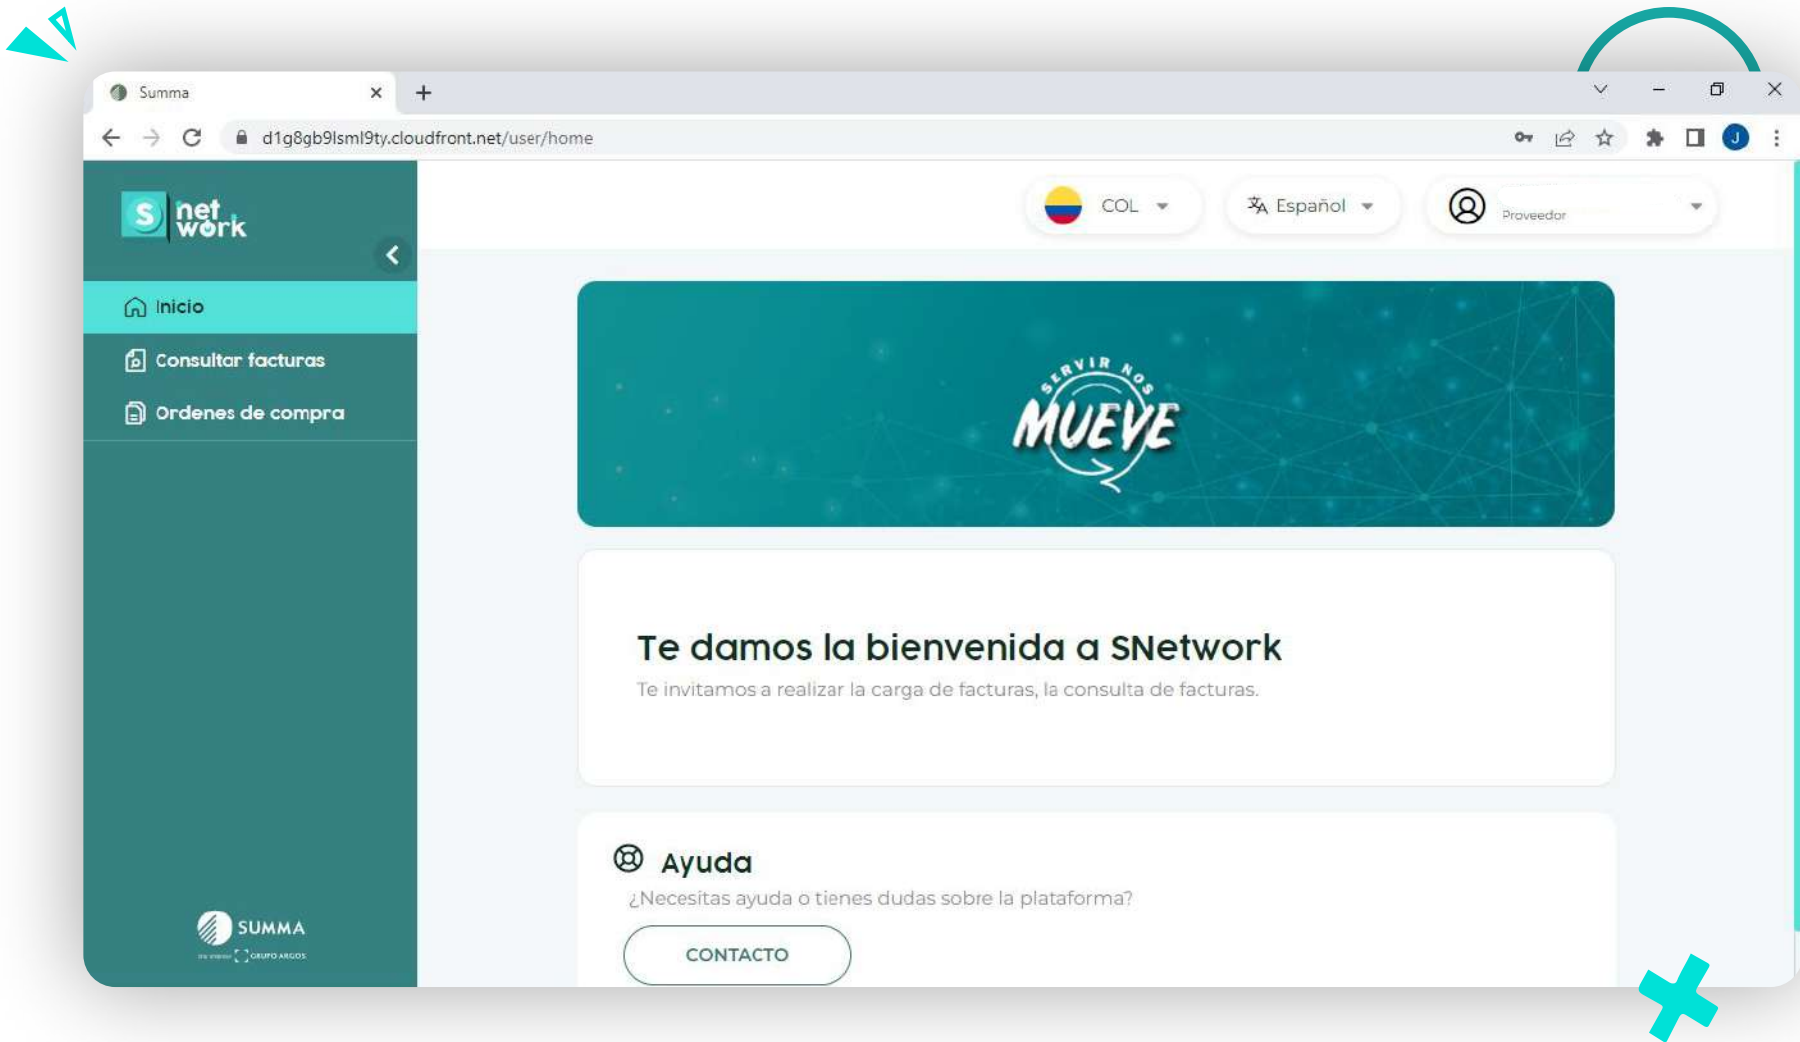 Summa
d1g8gb9lsml9ty.cloudfront.net/user/home
J
S net work
COL
Español
Proveedor
Inicio
Consultar facturas
Ordenes de compra
SERVIR NOS
MUEVE
Te damos la bienvenida a SNetwork
Te invitamos a realizar la carga de facturas, la consulta de facturas.
Ayuda
¿Necesitas ayuda o tienes dudas sobre la plataforma?
CONTACTO
SUMMA
GRUPO ARGOS